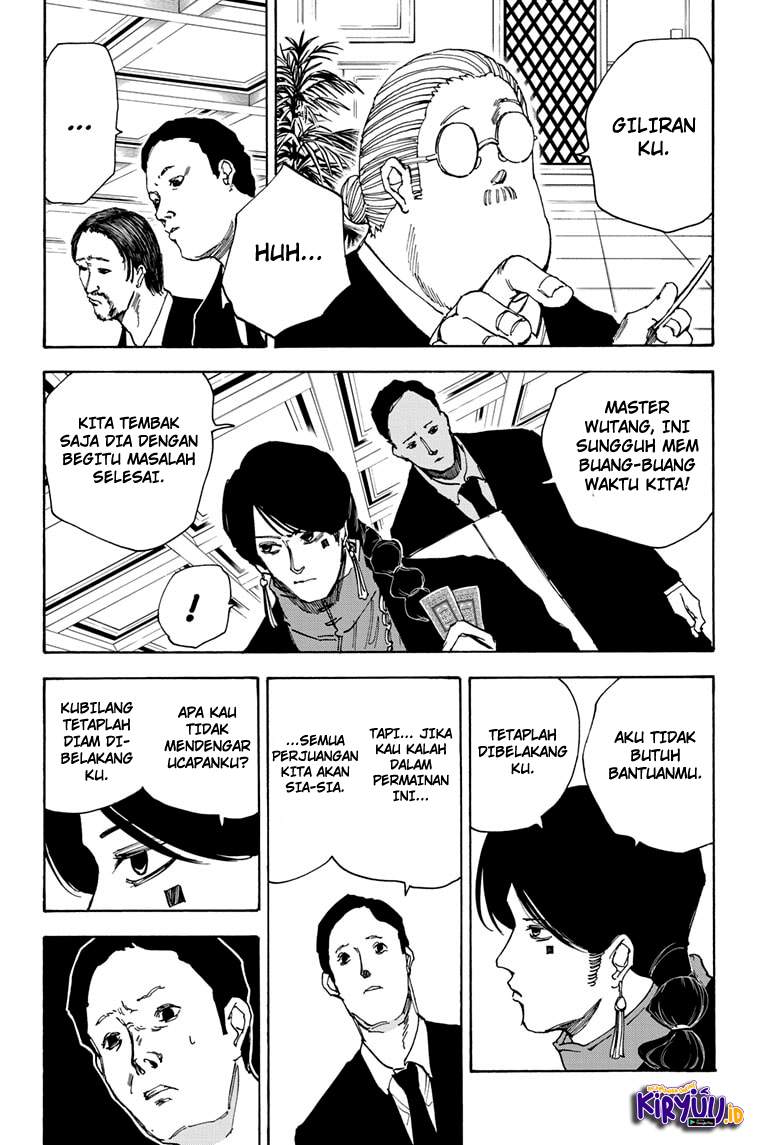 GILIRAN
KU.
HUH...
...
MASTER
WUTANG, INI
SUNGGUH MEM
BUANG-BUANG
WAKTU KITA!
KITA TEMBAK
SAJA DIA DENGAN
BEGITU MASALAH
SELESAI.
!
AKU TIDAK
BUTUH
BANTUANMU.
TETAPLAH
DIBELAKANG
KU.
TAPI... JIKA
KAU KALAH
DALAM
PERMAINAN
INI...
...SEMUA
PERJUANGAN
KITA AKAN
SIA-SIA.
APA KAU
TIDAK
MENDENGAR
UCAPANKU?
KUBILANG
TETAPLAH
DIAM DI-
BELAKANG
KU.
KIRYUU.ID